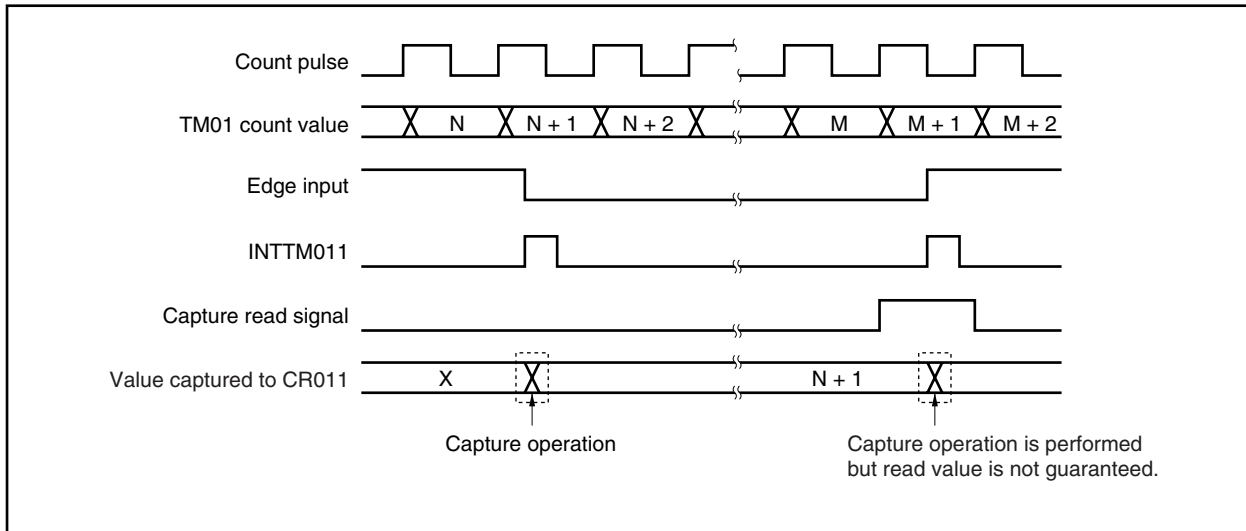 Count pulse
TM01 count value
N
N + 1
N + 2
M
M + 1
M + 2
Edge input
INTTM011
Capture read signal
Value captured to CR011
X
N + 1
Capture operation
Capture operation is performed
but read value is not guaranteed.